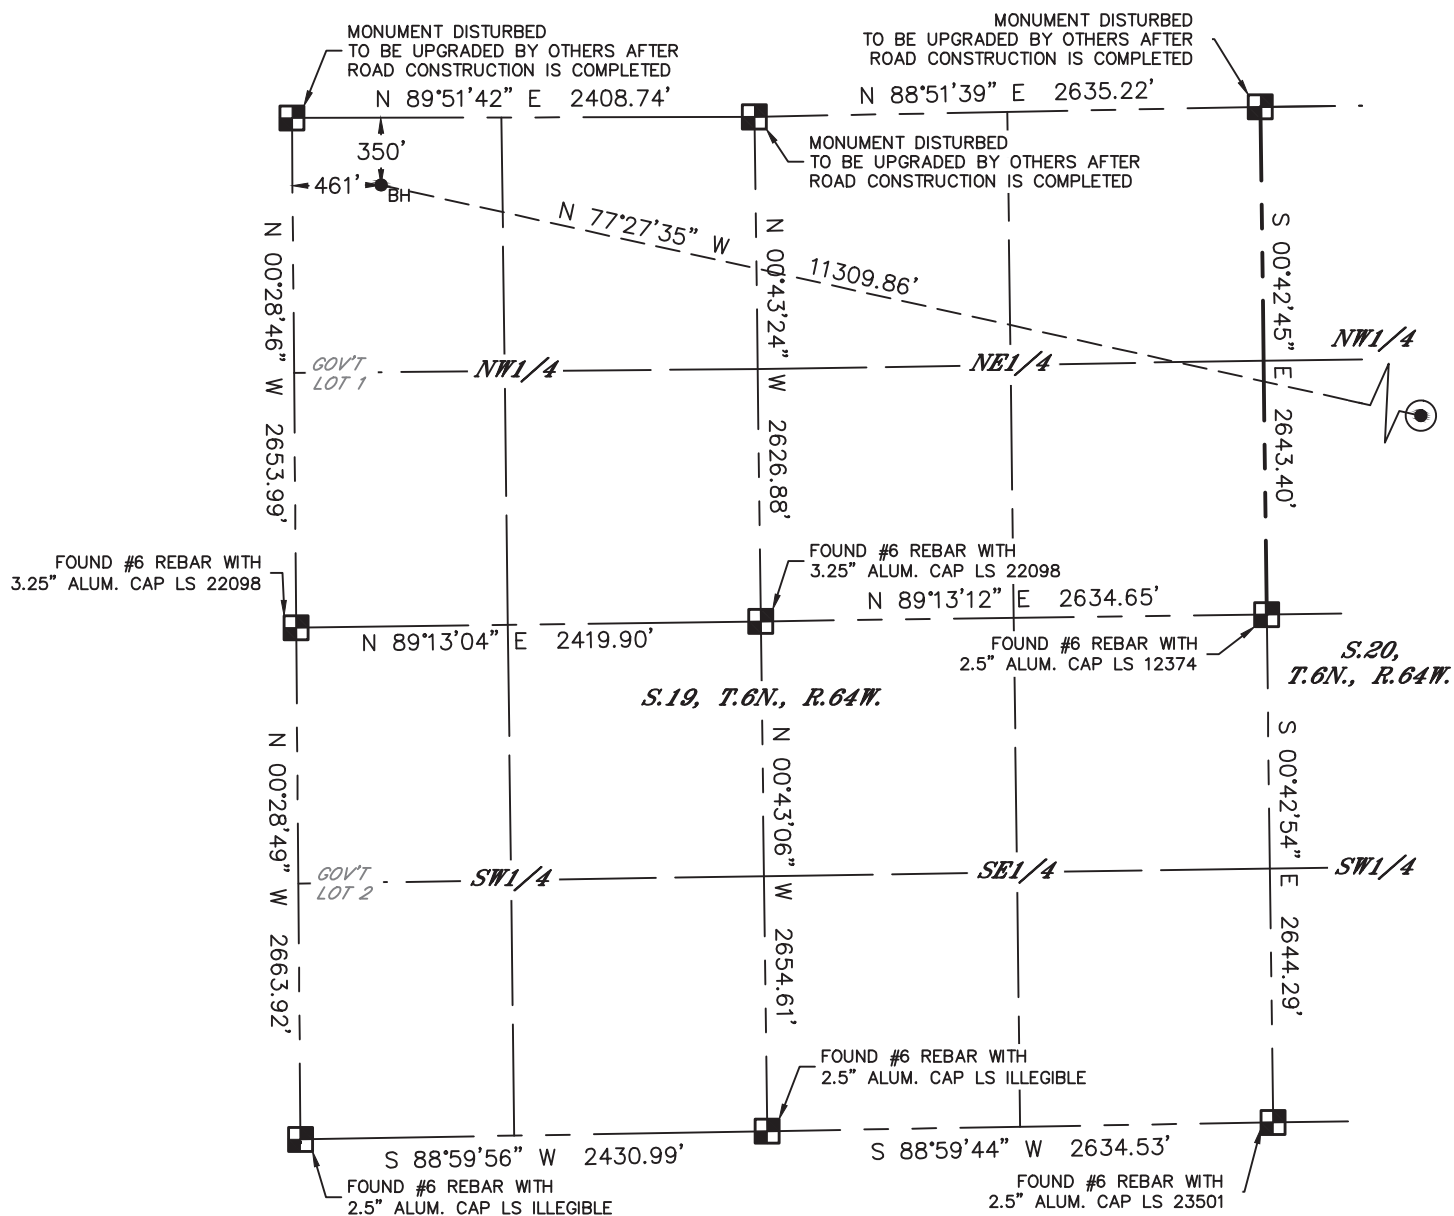 MONUMENT DISTURBED
TO BE UPGRADED BY OTHERS AFTER
ROAD CONSTRUCTION IS COMPLETED
MONUMENT DISTURBED
TO BE UPGRADED BY OTHERS AFTER
ROAD CONSTRUCTION IS COMPLETED
N 89°51'42" E 2408.74'
N 88°51'39" E 2635.22'
MONUMENT DISTURBED
TO BE UPGRADED BY OTHERS AFTER
ROAD CONSTRUCTION IS COMPLETED
350'
461'
BH
N 77°27'35" W 11309.86'
N 00°28'46" W 2653.99'
N 00°43'24" W 2626.88'
S 00°42'45" E 2643.40'
GOV'T
LOT 1
NW1/4
NE1/4
NW1/4
FOUND #6 REBAR WITH
3.25" ALUM. CAP LS 22098
FOUND #6 REBAR WITH
3.25" ALUM. CAP LS 22098
N 89°13'12" E 2634.65'
N 89°13'04" E 2419.90'
FOUND #6 REBAR WITH
2.5" ALUM. CAP LS 12374
S.20,
T.6N., R.64W.
S.19, T.6N., R.64W.
N 00°28'49" W 2663.92'
N 00°43'06" W 2654.61'
S 00°42'54" E 2644.29'
GOV'T
LOT 2
SW1/4
SE1/4
SW1/4
FOUND #6 REBAR WITH
2.5" ALUM. CAP LS ILLEGIBLE
S 88°59'56" W 2430.99'
S 88°59'44" W 2634.53'
FOUND #6 REBAR WITH
2.5" ALUM. CAP LS ILLEGIBLE
FOUND #6 REBAR WITH
2.5" ALUM. CAP LS 23501